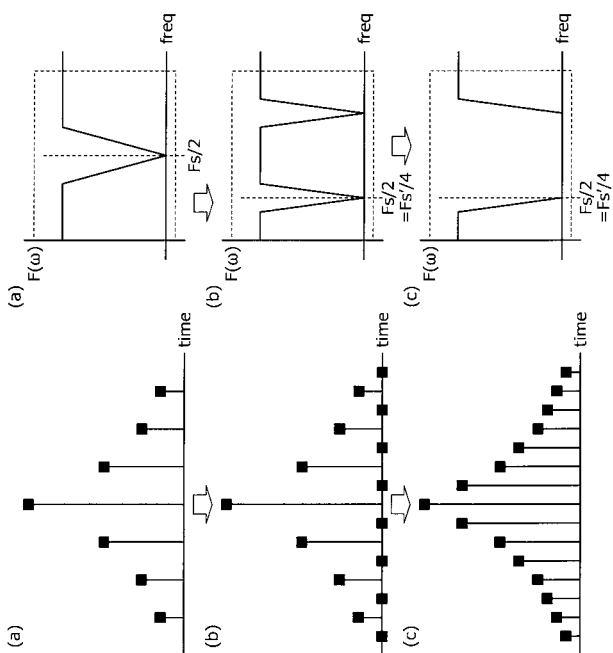 (a)
F(ω)
Fs/2
freq
(b)
F(ω)
Fs/2
=Fs'/4
freq
(c)
F(ω)
Fs/2
=Fs'/4
freq
(a)
time
(b)
time
(c)
time